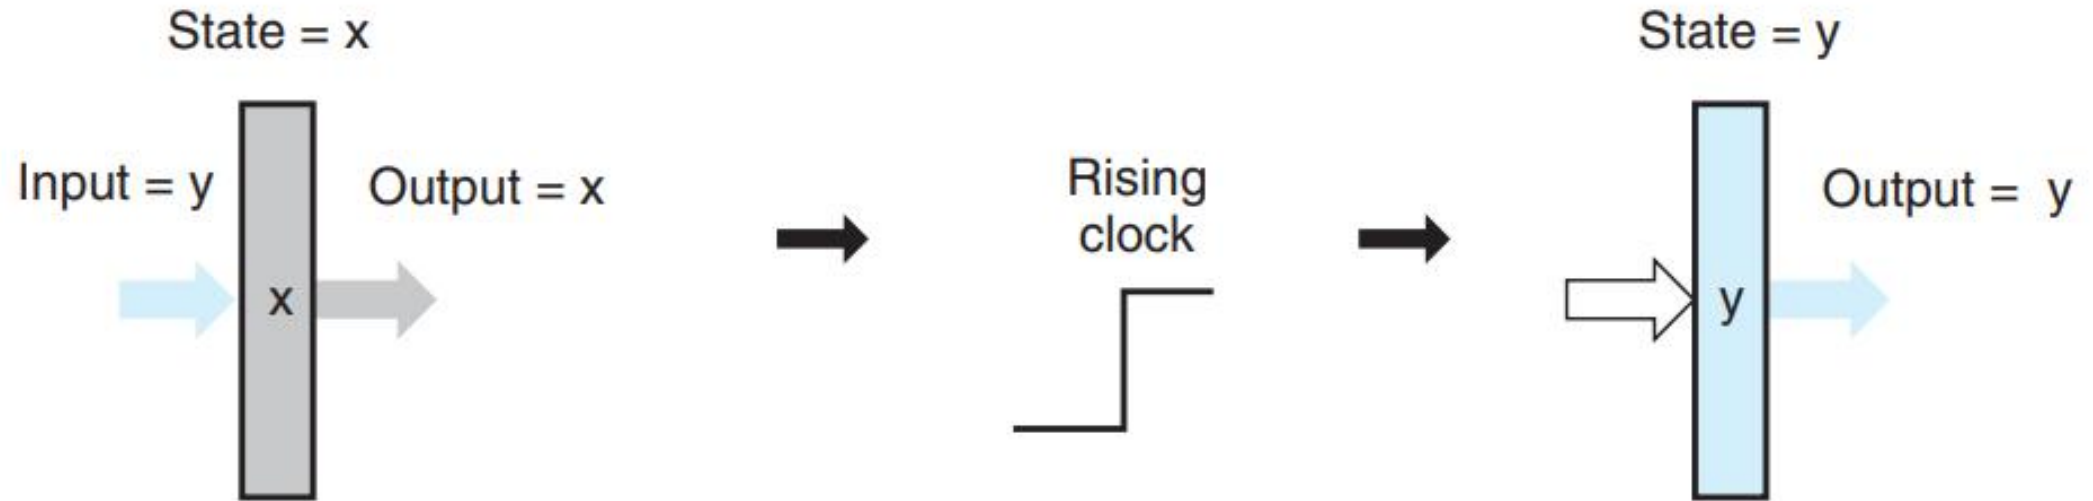 State = x
State = y
Input = y
Output = x
Rising
clock
Output = y
x
y